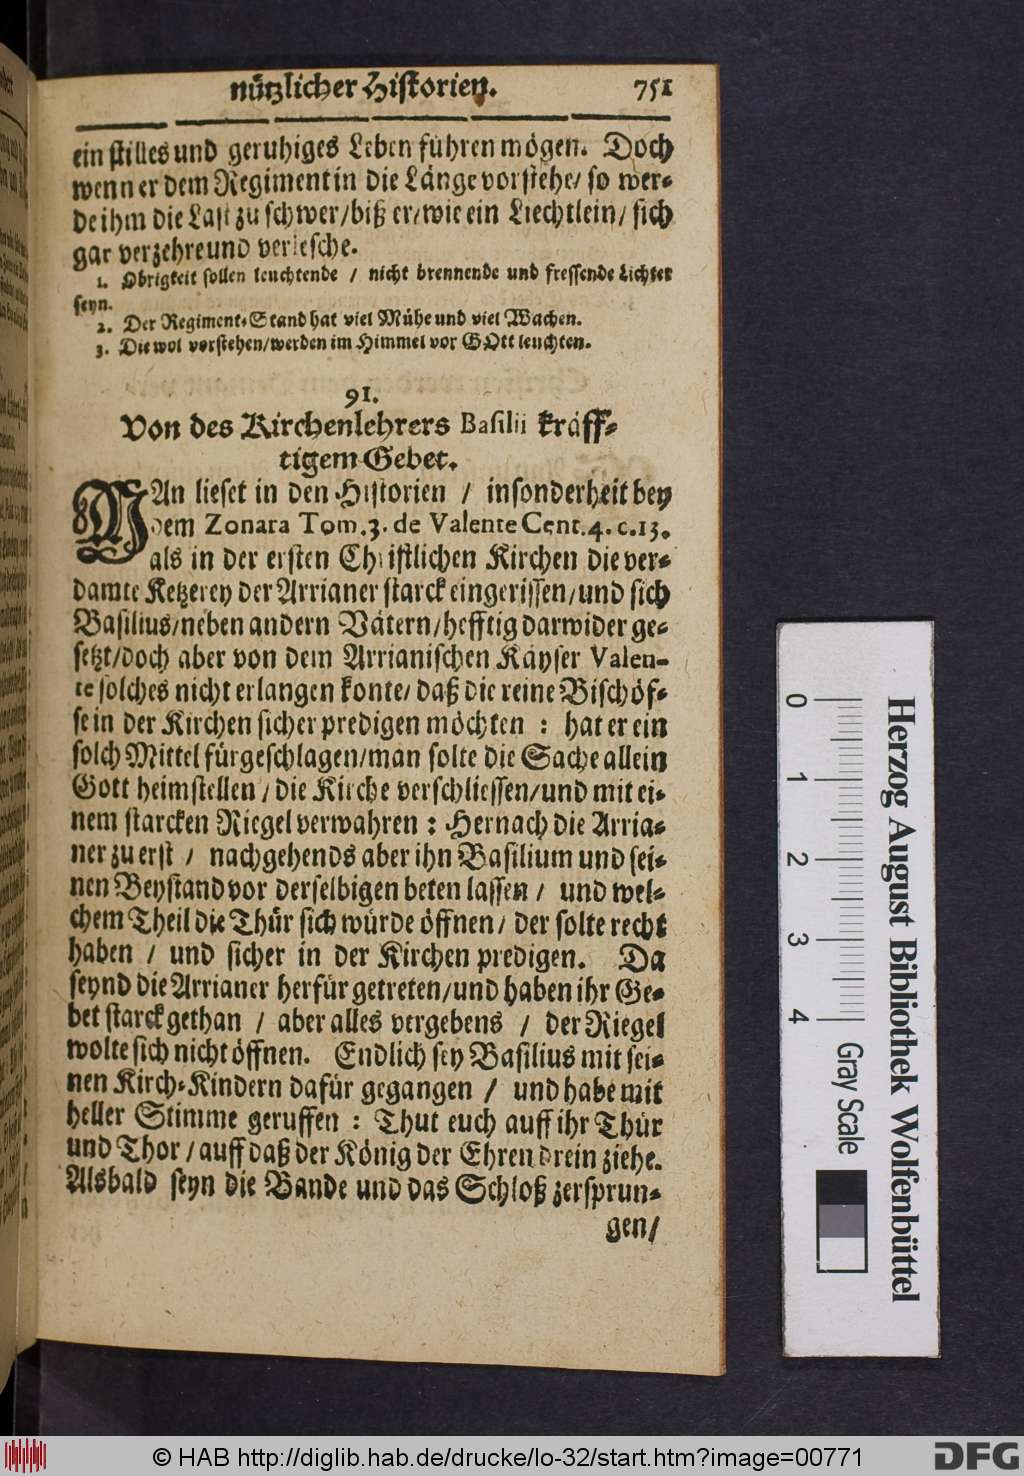 nützlicher Historien. 751
ein stilles und geruhiges Leben führen mögen. Doch
wenn er dem Regiment in die Länge vorstehe/ so wer-
de ihm die Last zu schwer/biß er/wie ein Liechtlein/ sich
gar verzehre und verlesche.
1. Obrigkeit sollen leuchtende / nicht brennende und fressende Lichter
seyn.
2. Der Regiment-Stand hat viel Mühe und viel Wachen.
3. Die wol vorstehen/werden im Himmel vor GOtt leuchten.
91.
Von des Kirchenlehrers Basilii kräff-
tigem Gebet.
MAn lieset in den Historien / insonderheit bey
dem Zonara Tom.3. de Valente Cent.4. c.13.
als in der ersten Christlichen Kirchen die ver-
damte Ketzerey der Arrianer starck eingerissen/und sich
Basilius/neben andern Vätern/hefftig darwider ge-
setzt/doch aber von dem Arrianischen Käyser Valen-
te solches nicht erlangen konte/ daß die reine Bischöf-
fe in der Kirchen sicher predigen möchten : hat er ein
solch Mittel fürgeschlagen/man solte die Sache allein
Gott heimstellen/ die Kirche verschliessen/und mit ei-
nem starcken Riegel verwahren : Hernach die Arria-
ner zu erst / nachgehends aber ihn Basilium und sei-
nen Beystand vor derselbigen beten lassen / und wel-
chem Theil die Thür sich würde öffnen/ der solte recht
haben / und sicher in der Kirchen predigen. Da
seynd die Arrianer herfür getreten/und haben ihr Ge-
bet starck gethan / aber alles vergebens / der Riegel
wolte sich nicht öffnen. Endlich sey Basilius mit sei-
nen Kirch-Kindern dafür gegangen / und habe mit
heller Stimme geruffen : Thut euch auff ihr Thür
und Thor/auff daß der König der Ehren drein ziehe.
Alsbald seyn die Bande und das Schloß zersprun-
gen/
0 1 2 3 4
Gray Scale
Herzog August Bibliothek Wolfenbüttel
© HAB http://diglib.hab.de/drucke/lo-32/start.htm?image=00771
DFG